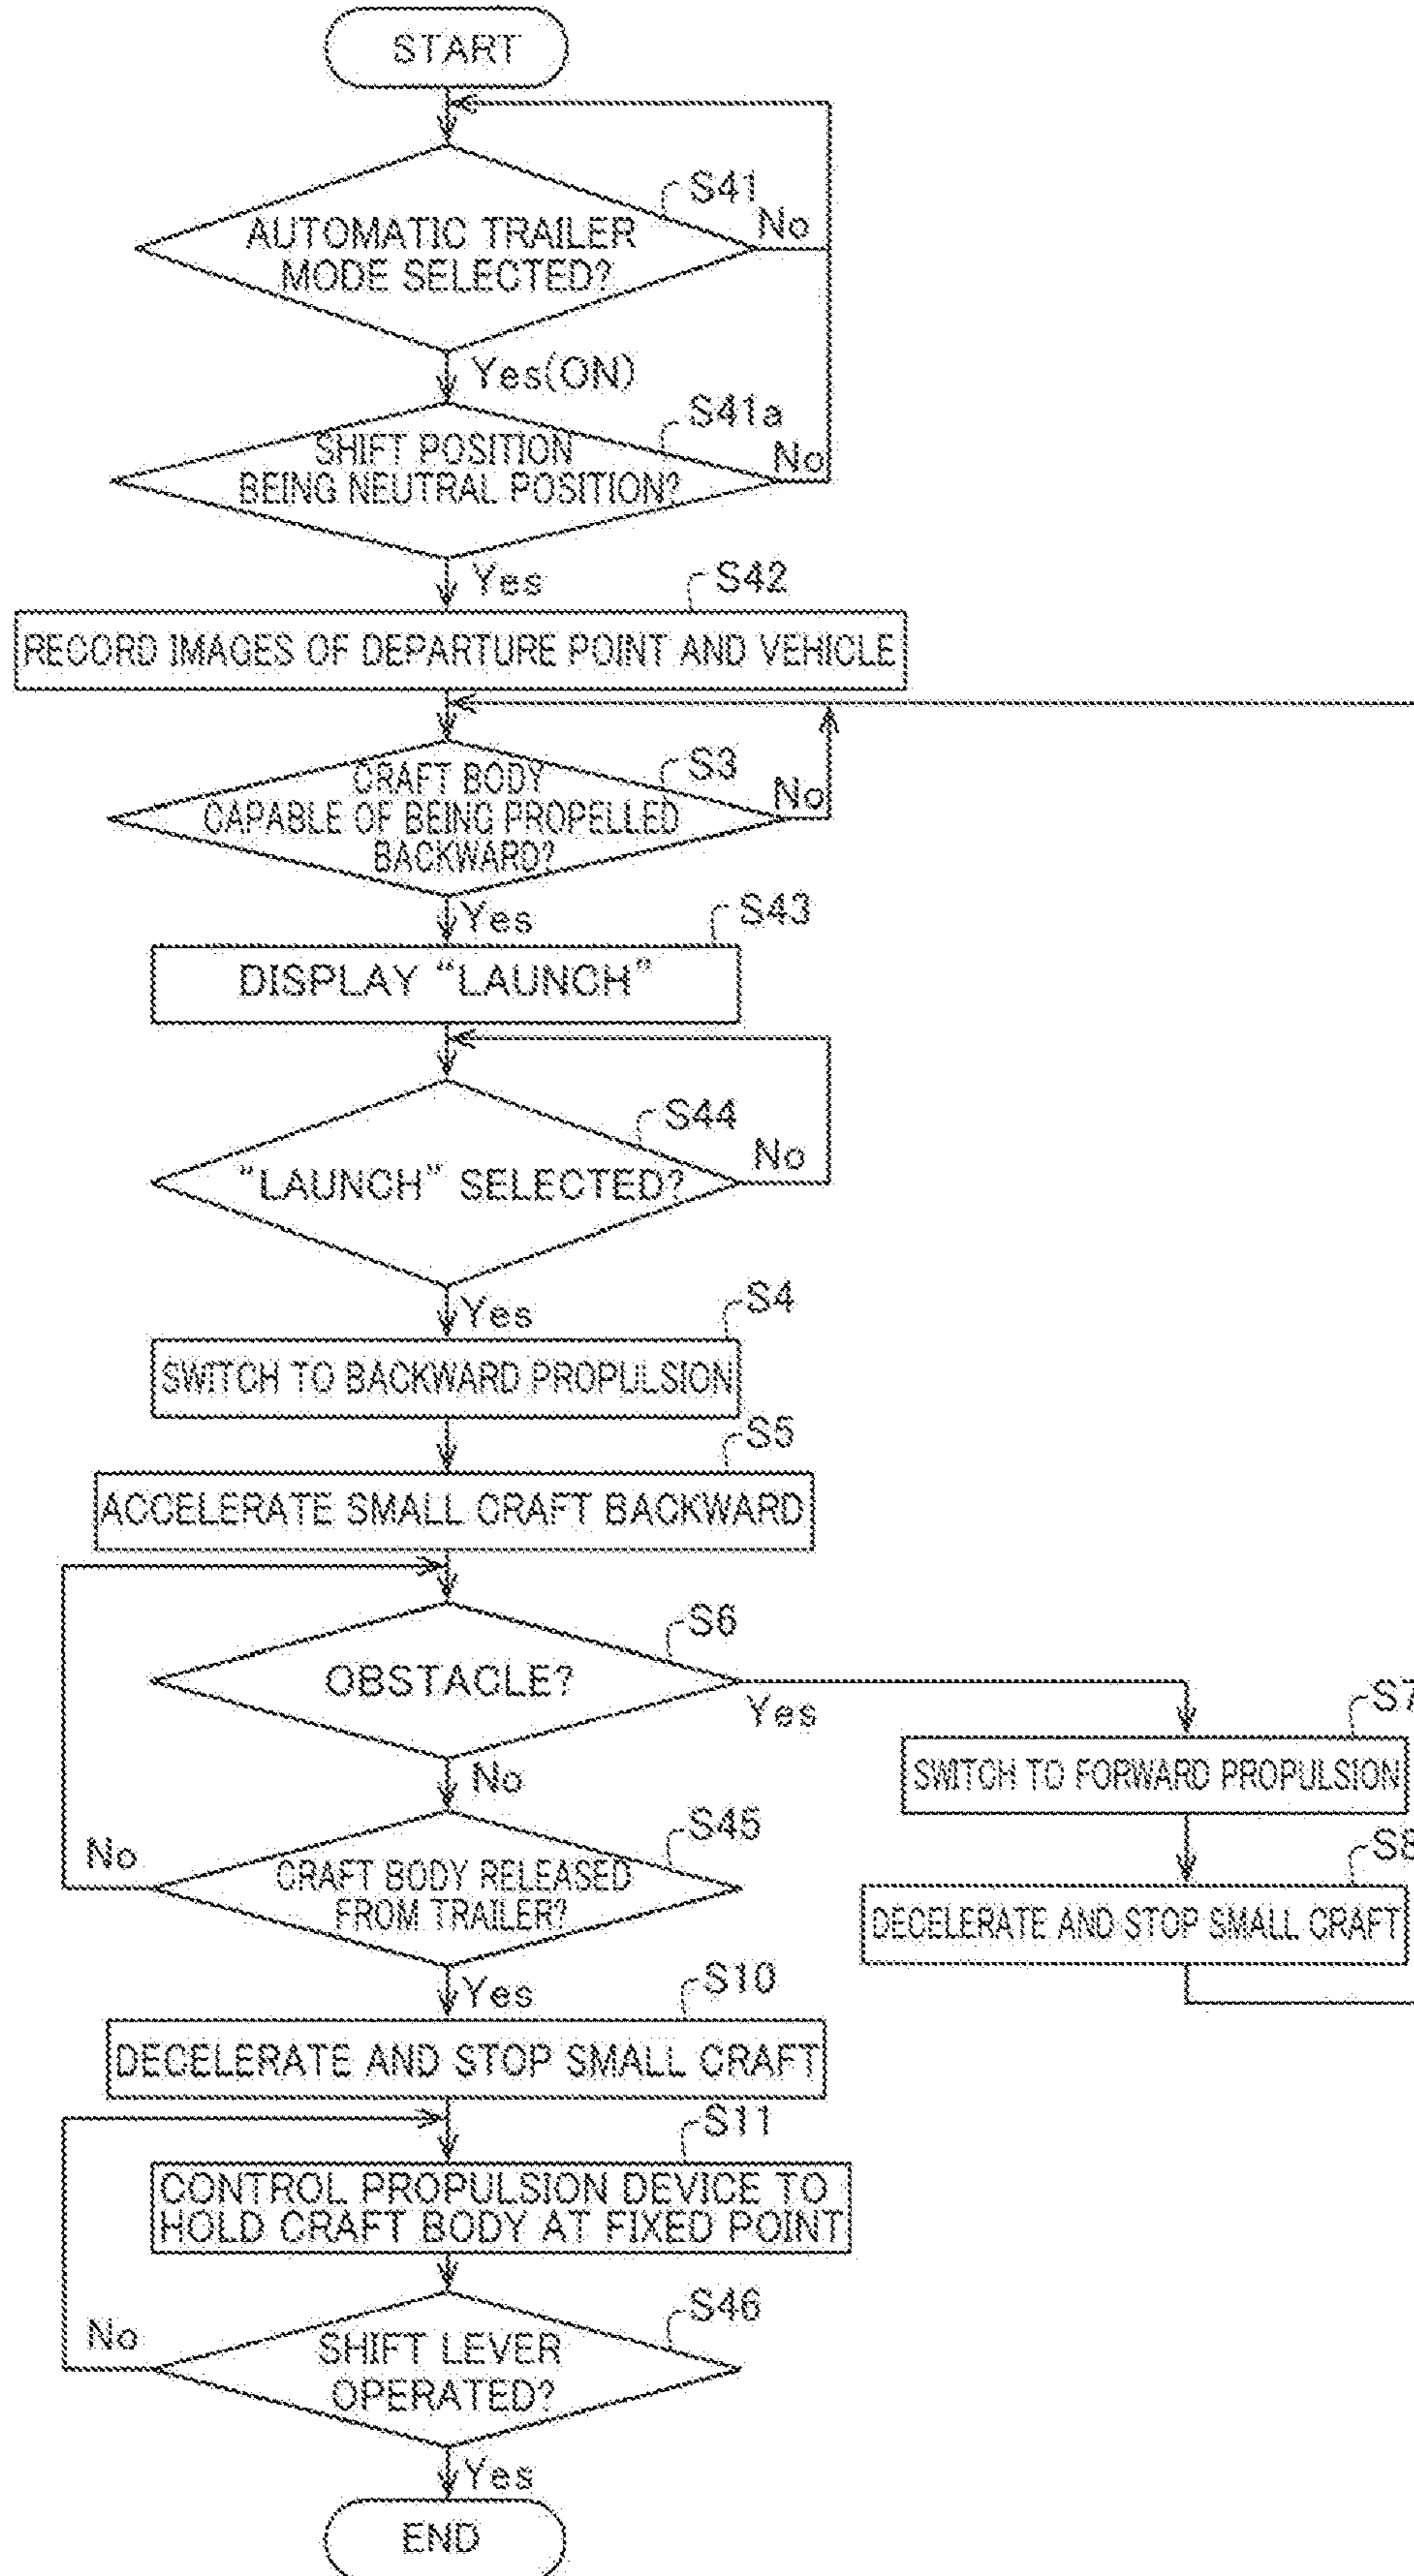 START
S41
AUTOMATIC TRAILER
MODE SELECTED?
No
Yes(ON)
S41a
SHIFT POSITION
BEING NEUTRAL POSITION?
No
Yes
S42
RECORD IMAGES OF DEPARTURE POINT AND VEHICLE
S3
CRAFT BODY
CAPABLE OF BEING PROPELLED
BACKWARD?
No
Yes
S43
DISPLAY “LAUNCH”
S44
“LAUNCH” SELECTED?
No
Yes
S4
SWITCH TO BACKWARD PROPULSION
S5
ACCELERATE SMALL CRAFT BACKWARD
S6
OBSTACLE?
Yes
S7
SWITCH TO FORWARD PROPULSION
S8
DECELERATE AND STOP SMALL CRAFT
No
S45
CRAFT BODY RELEASED
FROM TRAILER?
No
Yes
S10
DECELERATE AND STOP SMALL CRAFT
S11
CONTROL PROPULSION DEVICE TO
HOLD CRAFT BODY AT FIXED POINT
S46
SHIFT LEVER
OPERATED?
No
Yes
END